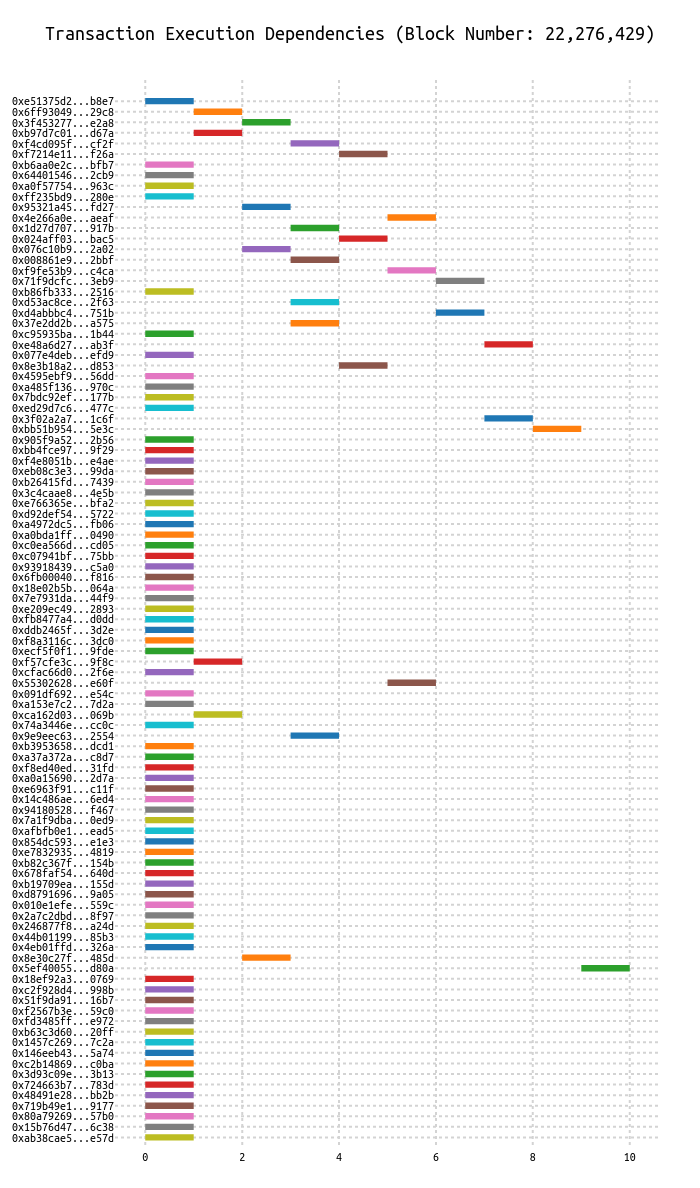 Transaction Execution Dependencies (Block Number: 22,276,429)
0xe51375d2...b8e7
0x6ff93049...29c8
0x3f453277...e2a8
0xb97d7c01...d67a
0xf4cd095f...cf2f
0xf7214e11...f26a
0xb6aa0e2c...bfb7
0x64401546...2cb9
0xa0f57754...963c
0xff235bd9...280e
0x95321a45...fd27
0x4e266a0e...aeaf
0x1d27d707...917b
0x024aff03...bac5
0x076c10b9...2a02
0x008861e9...2bbf
0xf9fe53b9...c4ca
0x71f9dcfc...3eb9
0xb86fb333...2516
0xd53ac8ce...2f63
0xd4abbbc4...751b
0x37e2dd2b...a575
0xc95935ba...1b44
0xe48a6d27...ab3f
0x077e4deb...efd9
0x8e3b18a2...d853
0x4595ebf9...56dd
0xa485f136...970c
0x7bdc92ef...177b
0xed29d7c6...477c
0x3f02a2a7...1c6f
0xbb51b954...5e3c
0x905f9a52...2b56
0xbb4fce97...9f29
0xf4e8051b...e4ae
0xeb08c3e3...99da
0xb26415fd...7439
0x3c4caae8...4e5b
0xe766365e...bfa2
0xd92def54...5722
0xa4972dc5...fb06
0xa0bda1ff...0490
0xc0ea566d...cd05
0xc07941bf...75bb
0x93918439...c5a0
0x6fb00040...f816
0x18e02b5b...064a
0x7e7931da...44f9
0xe209ec49...2893
0xfb8477a4...d0dd
0xddb2465f...3d2e
0xf8a3116c...3dc0
0xecf5f0f1...9fde
0xf57cfe3c...9f8c
0xcfac66d0...2f6e
0x55302628...e60f
0x091df692...e54c
0xa153e7c2...7d2a
0xca162d03...069b
0x74a3446e...cc0c
0x9e9eec63...2554
0xb3953658...dcd1
0xa37a372a...c8d7
0xf8ed40ed...31fd
0xa0a15690...2d7a
0xe6963f91...c11f
0x14c486ae...6ed4
0x94180528...f467
0x7a1f9dba...0ed9
0xafbfb0e1...ead5
0x854dc593...e1e3
0xe7832935...4819
0xb82c367f...154b
0x678faf54...640d
0xb19709ea...155d
0xd8791696...9a05
0x010e1efe...559c
0x2a7c2dbd...8f97
0x246877f8...a24d
0x44b01199...85b3
0x4eb01ffd...326a
0x8e30c27f...485d
0x5ef40055...d80a
0x18ef92a3...0769
0xc2f928d4...998b
0x51f9da91...16b7
0xf2567b3e...59c0
0xfd3485ff...e972
0xb63c3d60...20ff
0x1457c269...7c2a
0x146eeb43...5a74
0xc2b14869...c0ba
0x3d93c09e...3b13
0x724663b7...783d
0x48491e28...bb2b
0x719b49e1...9177
0x80a79269...57b0
0x15b76d47...6c38
0xab38cae5...e57d
0 2 4 6 8 10